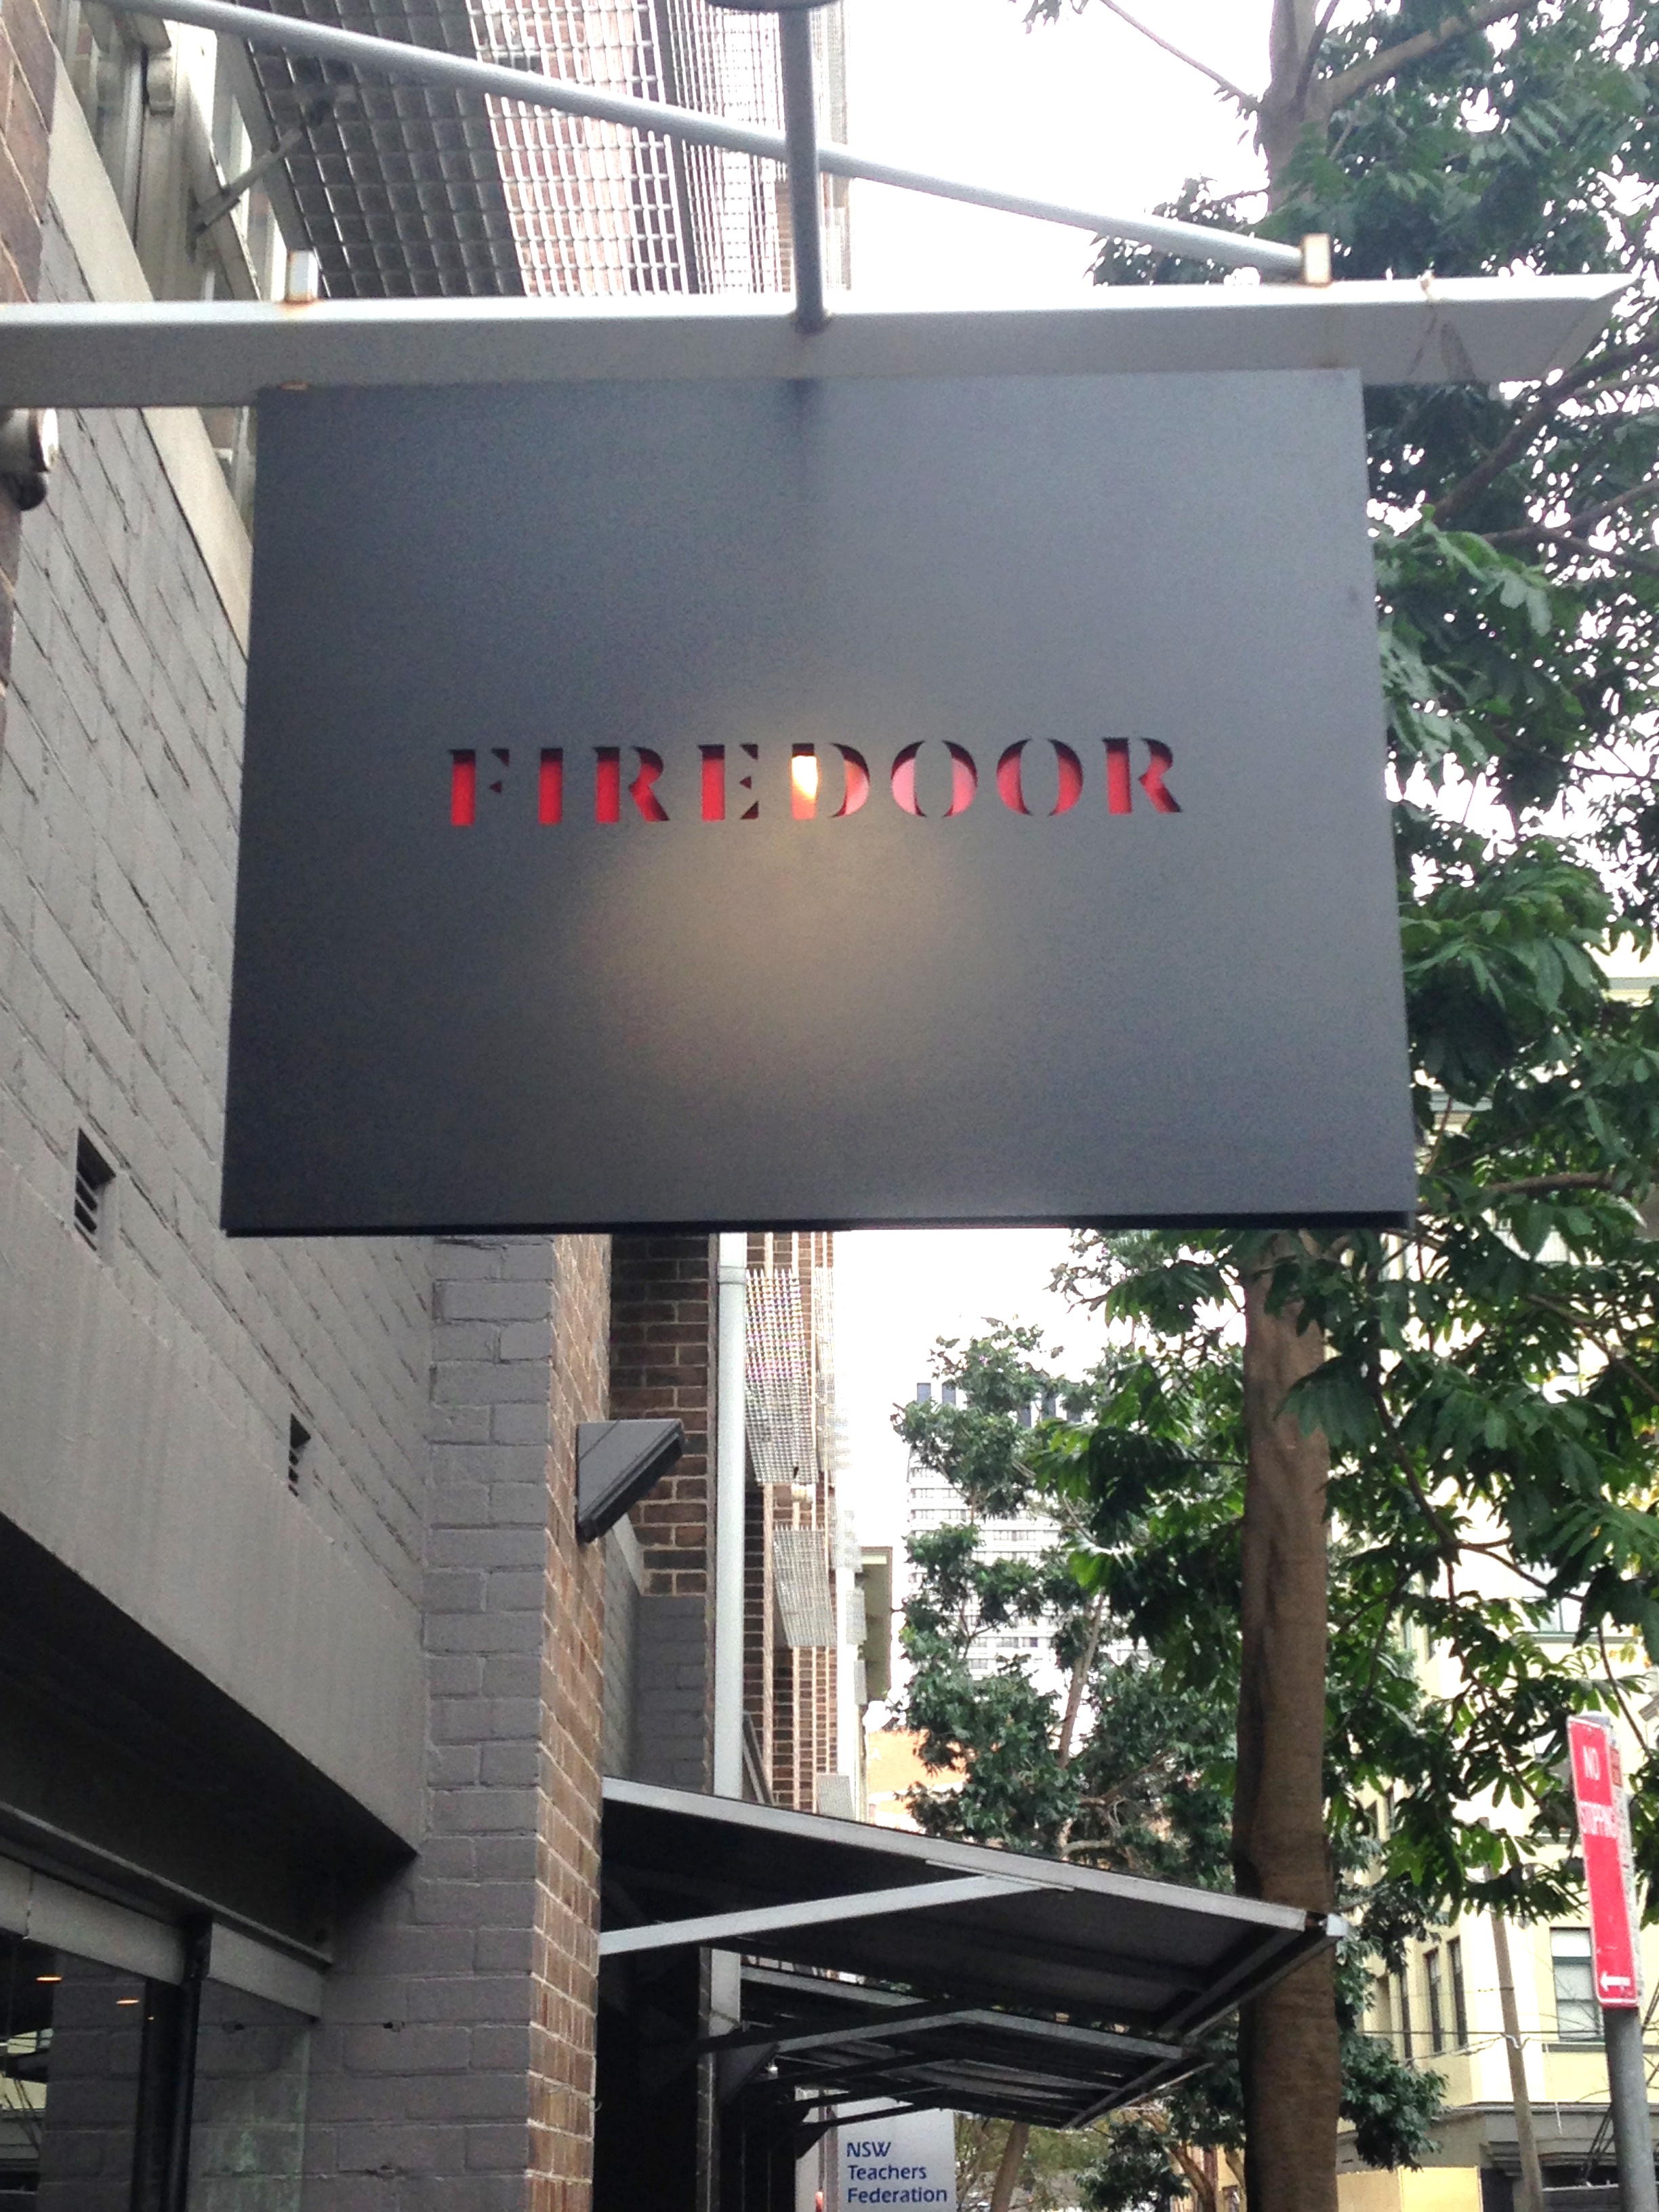 FIREDOOR
NO
STOPPING
NSW
Teachers
Federation